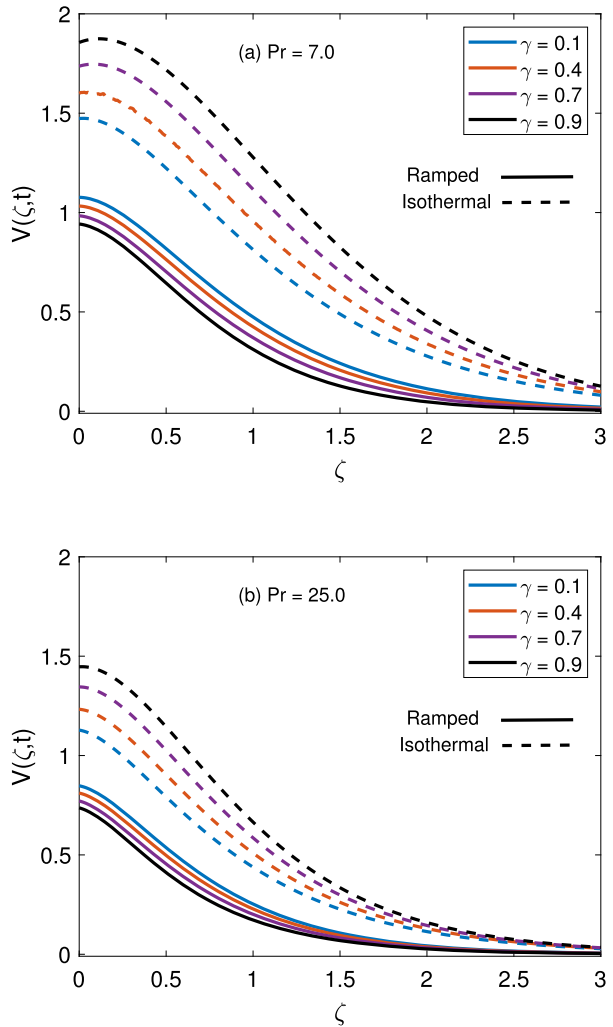 2
(a) Pr = 7.0
γ = 0.1
γ = 0.4
γ = 0.7
γ = 0.9
1.5
Ramped
Isothermal
V(ζ,t)
1
0.5
0
0 0.5 1 1.5 2 2.5 3
ζ
2
(b) Pr = 25.0
γ = 0.1
γ = 0.4
γ = 0.7
γ = 0.9
1.5
Ramped
Isothermal
V(ζ,t)
1
0.5
0
0 0.5 1 1.5 2 2.5 3
ζ